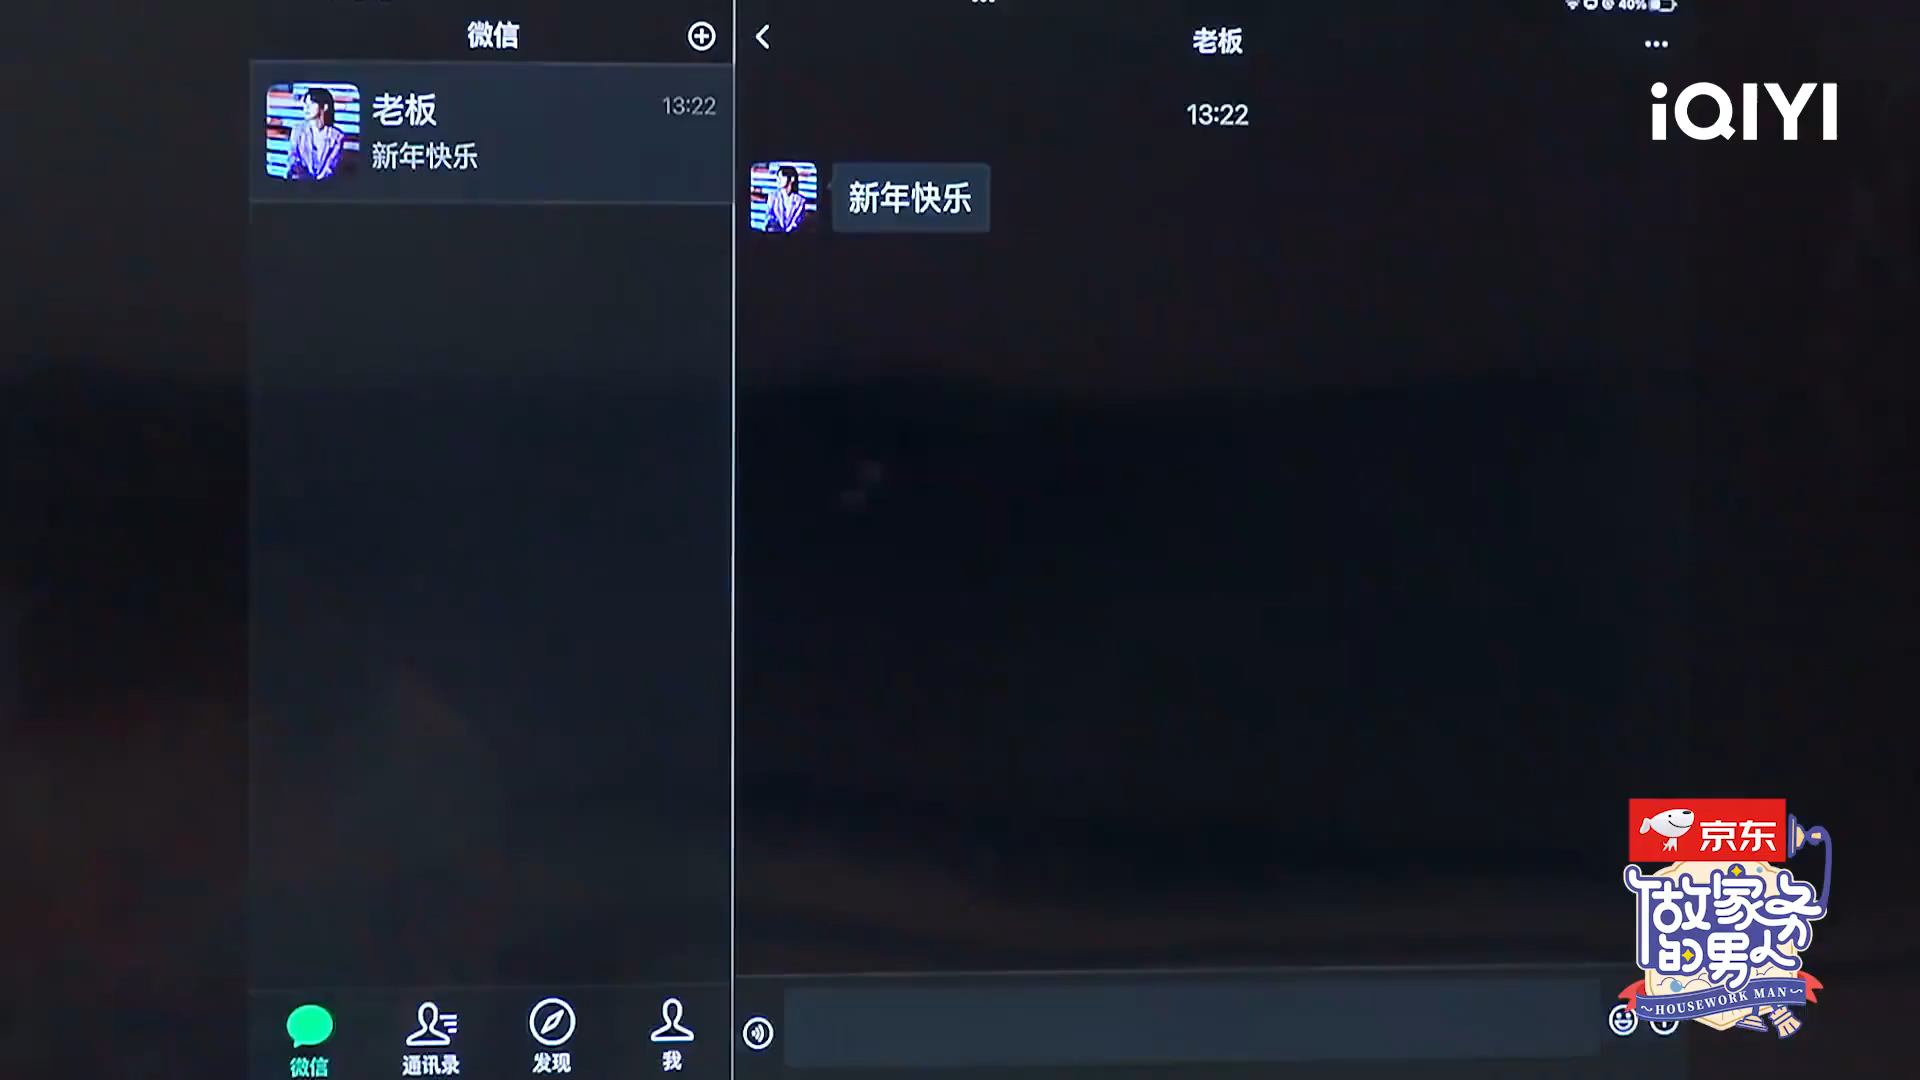 微信
老板
13:22
新年快乐
老板
13:22
新年快乐
40%
iQIYI
京东
做家务
的男人
~HOUSEWORK MAN~
微信
通讯录
发现
我